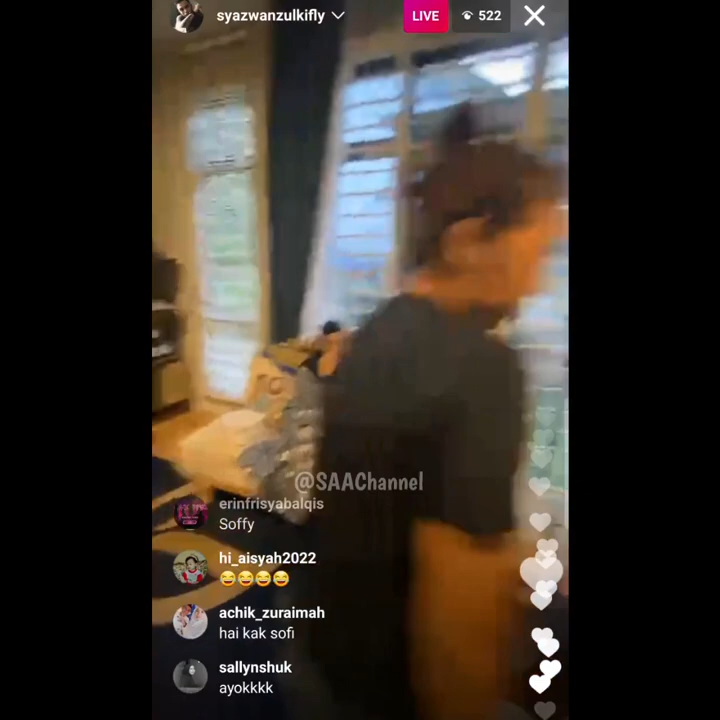 syazwanzulkifly
LIVE
522
@SAAChannel
erinfrisyabalqis
Soffy
hi_aisyah2022
😂😂😂😂
achik_zuraimah
hai kak sofi
sallynshuk
ayokkkk